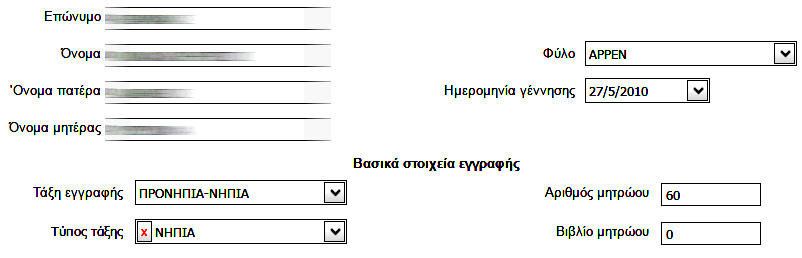 Επώνυμο
Όνομα
Φύλο ΑΡΡΕΝ
'Ονομα πατέρα
Ημερομηνία γέννησης 27/5/2010
Όνομα μητέρας
Βασικά στοιχεία εγγραφής
Τάξη εγγραφής ΠΡΟΝΗΠΙΑ-ΝΗΠΙΑ
Αριθμός μητρώου 60
Τύπος τάξης x ΝΗΠΙΑ
Βιβλίο μητρώου 0